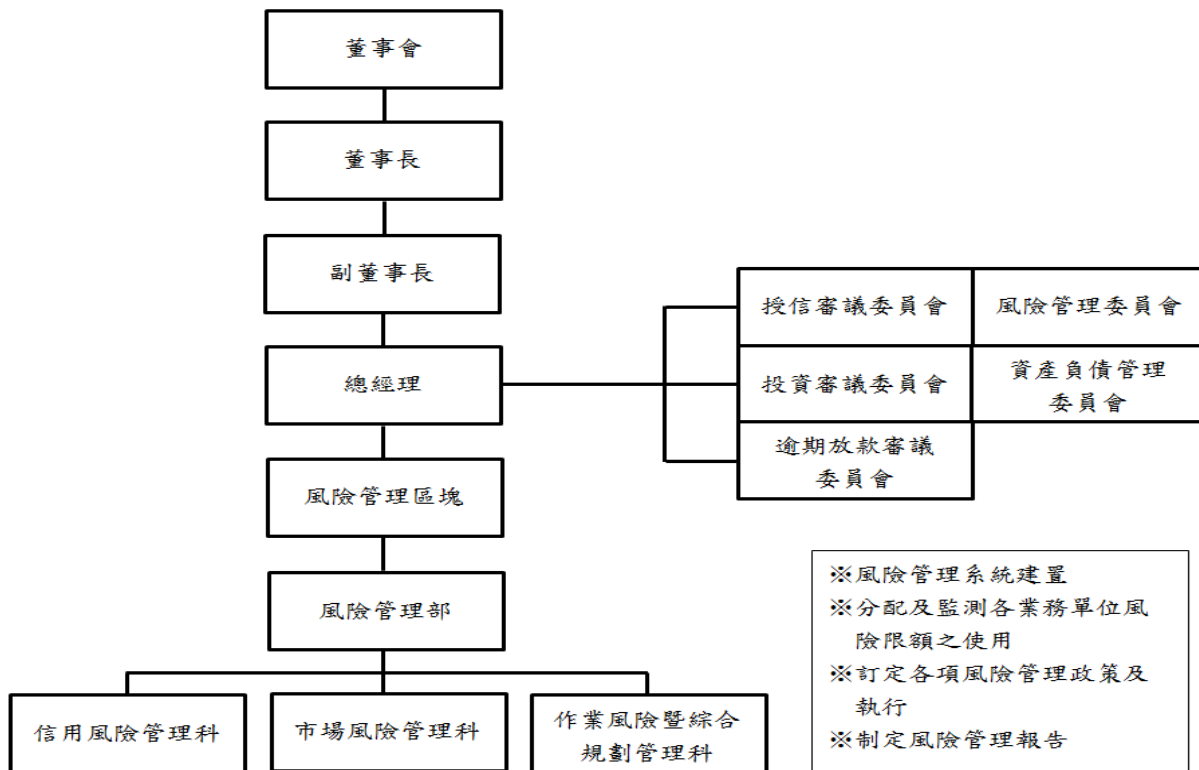 董事會
董事長
副董事長
總經理
授信審議委員會
風險管理委員會
投資審議委員會
資產負債管理
委員會
逾期放款審議
委員會
風險管理區塊
風險管理部
信用風險管理科
市場風險管理科
作業風險暨綜合
規劃管理科
※風險管理系統建置
※分配及監測各業務單位風
險限額之使用
※訂定各項風險管理政策及
執行
※制定風險管理報告